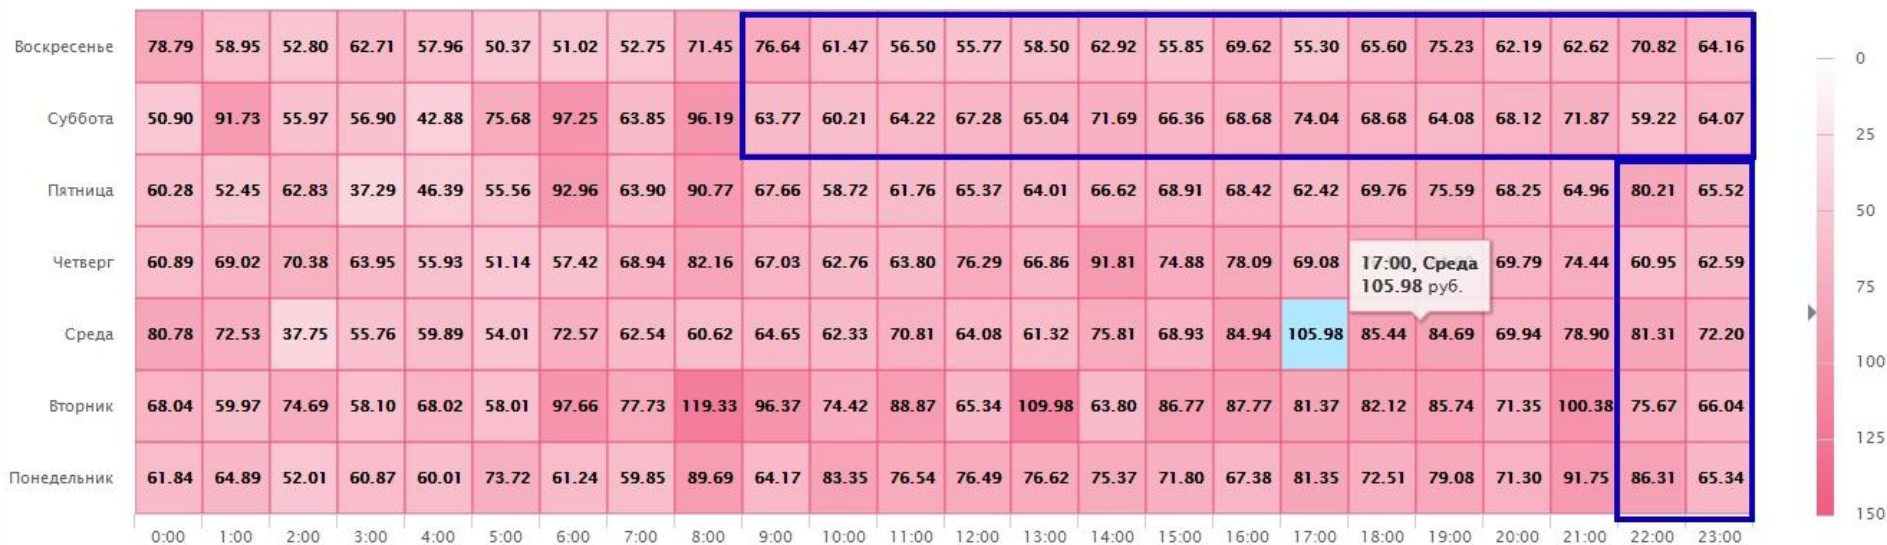 Воскресенье 78.79 58.95 52.80 62.71 57.96 50.37 51.02 52.75 71.45 76.64 61.47 56.50 55.77 58.50 62.92 55.85 69.62 55.30 65.60 75.23 62.19 62.62 70.82 64.16
Суббота 50.90 91.73 55.97 56.90 42.88 75.68 97.25 63.85 96.19 63.77 60.21 64.22 67.28 65.04 71.69 66.36 68.68 74.04 68.68 64.08 68.12 71.87 59.22 64.07
Пятница 60.28 52.45 62.83 37.29 46.39 55.56 92.96 63.90 90.77 67.66 58.72 61.76 65.37 64.01 66.62 68.91 68.42 62.42 69.76 75.59 68.25 64.96 80.21 65.52
Четверг 60.89 69.02 70.38 63.95 55.93 51.14 57.42 68.94 82.16 67.03 62.76 63.80 76.29 66.86 91.81 74.88 78.09 69.08 69.79 74.44 60.95 62.59
17:00, Среда
105.98 руб.
Среда 80.78 72.53 37.75 55.76 59.89 54.01 72.57 62.54 60.62 64.65 62.33 70.81 64.08 61.32 75.81 68.93 84.94 105.98 85.44 84.69 69.94 78.90 81.31 72.20
Вторник 68.04 59.97 74.69 58.10 68.02 58.01 97.66 77.73 119.33 96.37 74.42 88.87 65.34 109.98 63.80 86.77 87.77 81.37 82.12 85.74 71.35 100.38 75.67 66.04
Понедельник 61.84 64.89 52.01 60.87 60.01 73.72 61.24 59.85 89.69 64.17 83.35 76.54 76.49 76.62 75.37 71.80 67.38 81.35 72.51 79.08 71.30 91.75 86.31 65.34
0:00 1:00 2:00 3:00 4:00 5:00 6:00 7:00 8:00 9:00 10:00 11:00 12:00 13:00 14:00 15:00 16:00 17:00 18:00 19:00 20:00 21:00 22:00 23:00
0
25
50
75
100
125
150